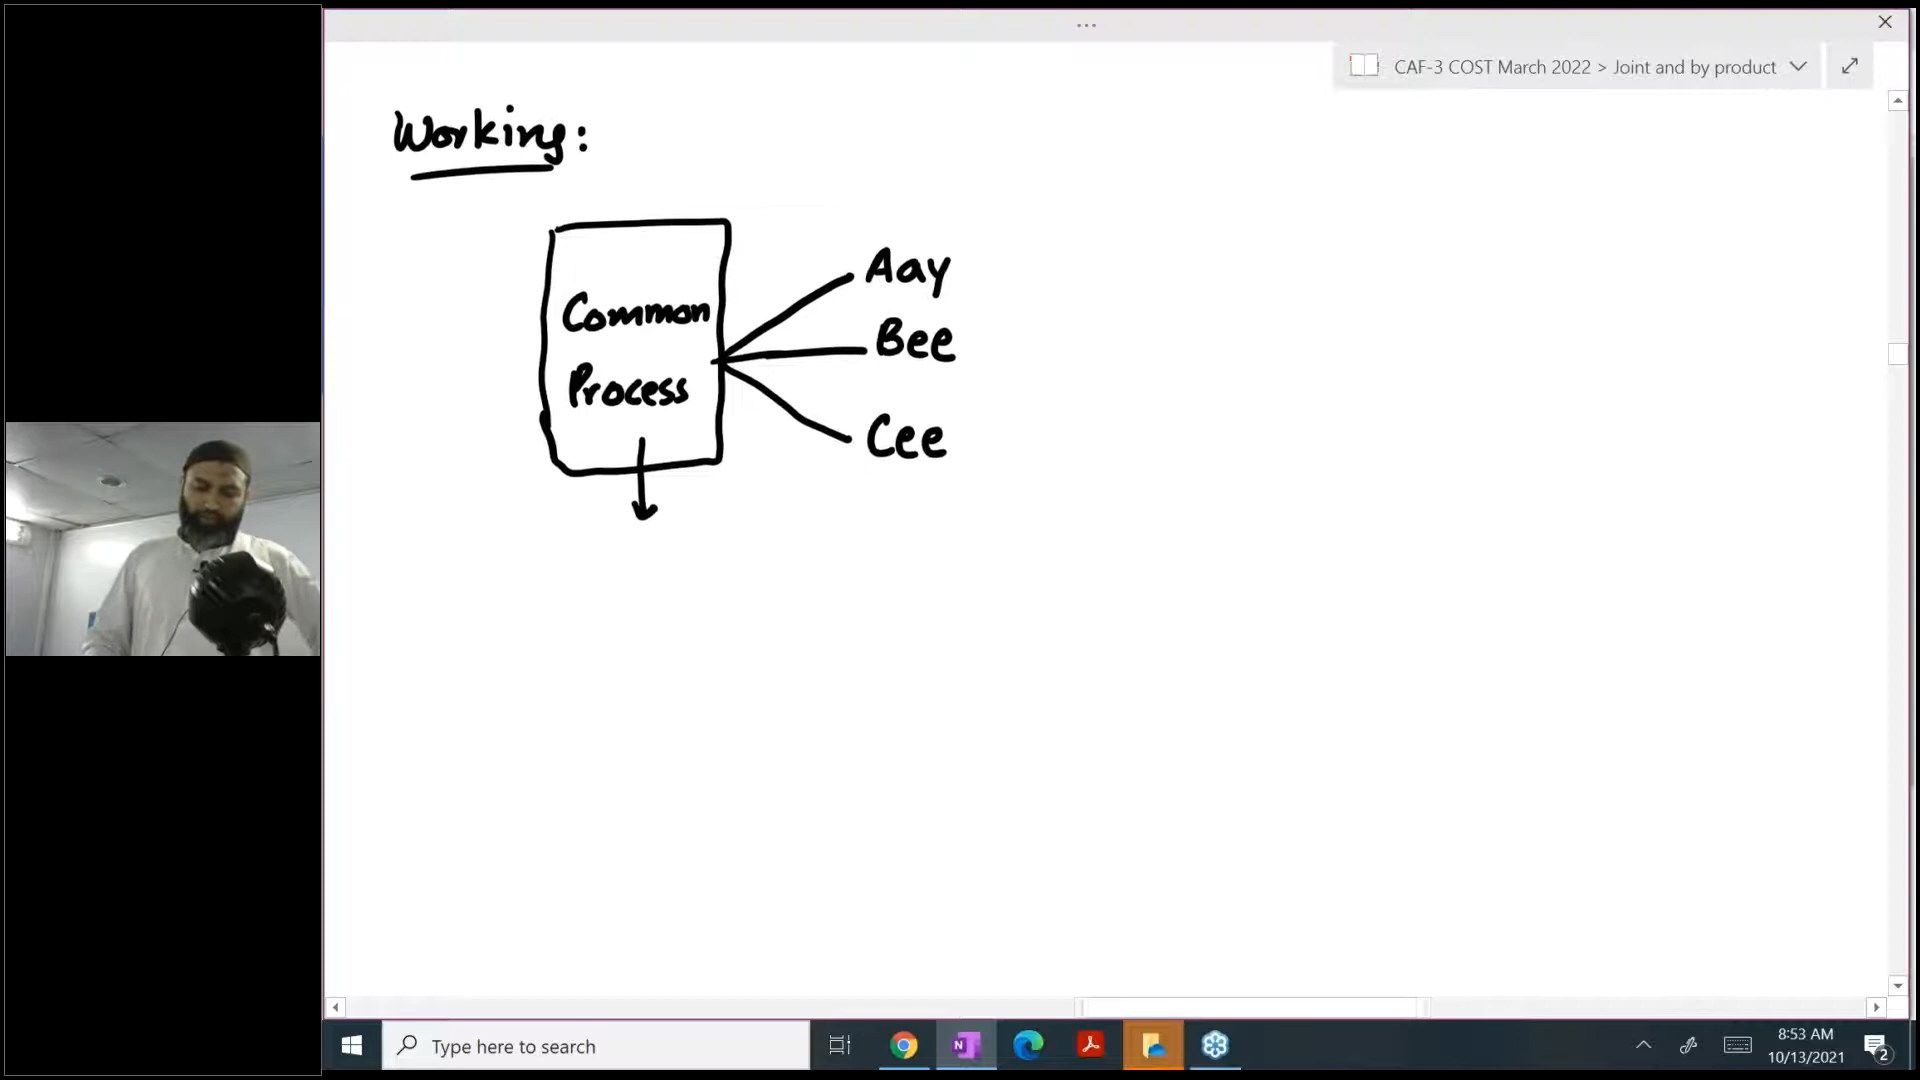 ...
CAF-3 COST March 2022 > Joint and by product
Working:
Common
Process
Aay
Bee
Cee
Type here to search
N
8:53 AM
10/13/2021
2